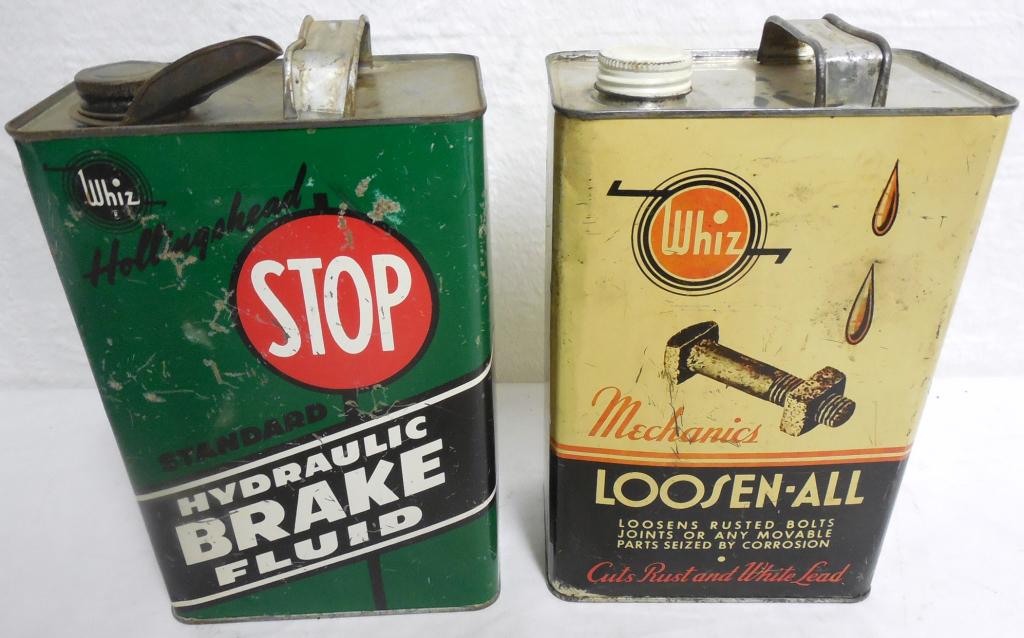 Whiz
Hollingshead
STOP
STANDARD
HYDRAULIC
BRAKE
FLUID
Whiz
Mechanics
LOOSEN-ALL
LOOSENS RUSTED BOLTS
JOINTS OR ANY MOVABLE
PARTS SEIZED BY CORROSION
Cuts Rust and White Lead